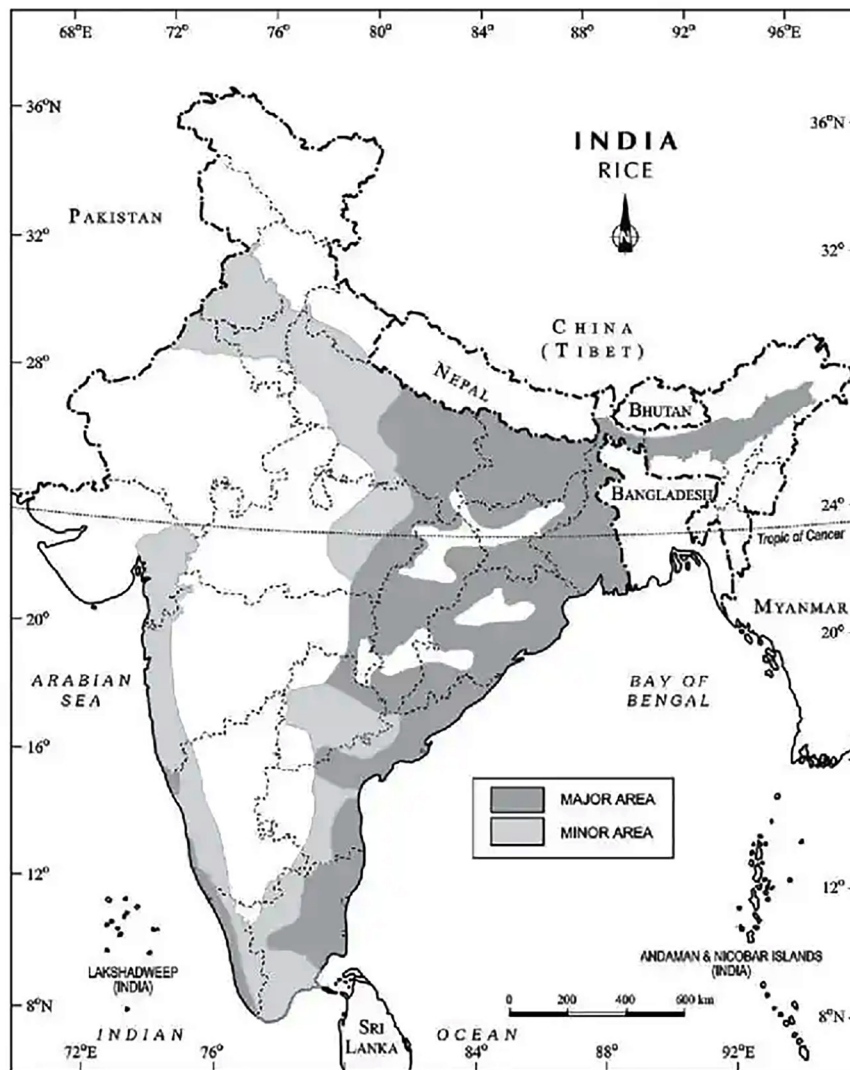 68°E 72° 76° 80° 84° 88° 92° 96°E
36°N
36°N
INDIA
RICE
N
PAKISTAN
32°
32°
CHINA
(TIBET)
28°
NEPAL
BHUTAN
BANGLADESH
24°
Tropic of Cancer
MYANMAR
20°
20°
ARABIAN
SEA
BAY OF
BENGAL
16°
16°
MAJOR AREA
MINOR AREA
12°
12°
LAKSHADWEEP
(INDIA)
ANDAMAN & NICOBAR ISLANDS
(INDIA)
0 200 400 600 km
8°N
8°N
INDIAN
OCEAN
SRI
LANKA
72°E 76° 84° 88° 92°E